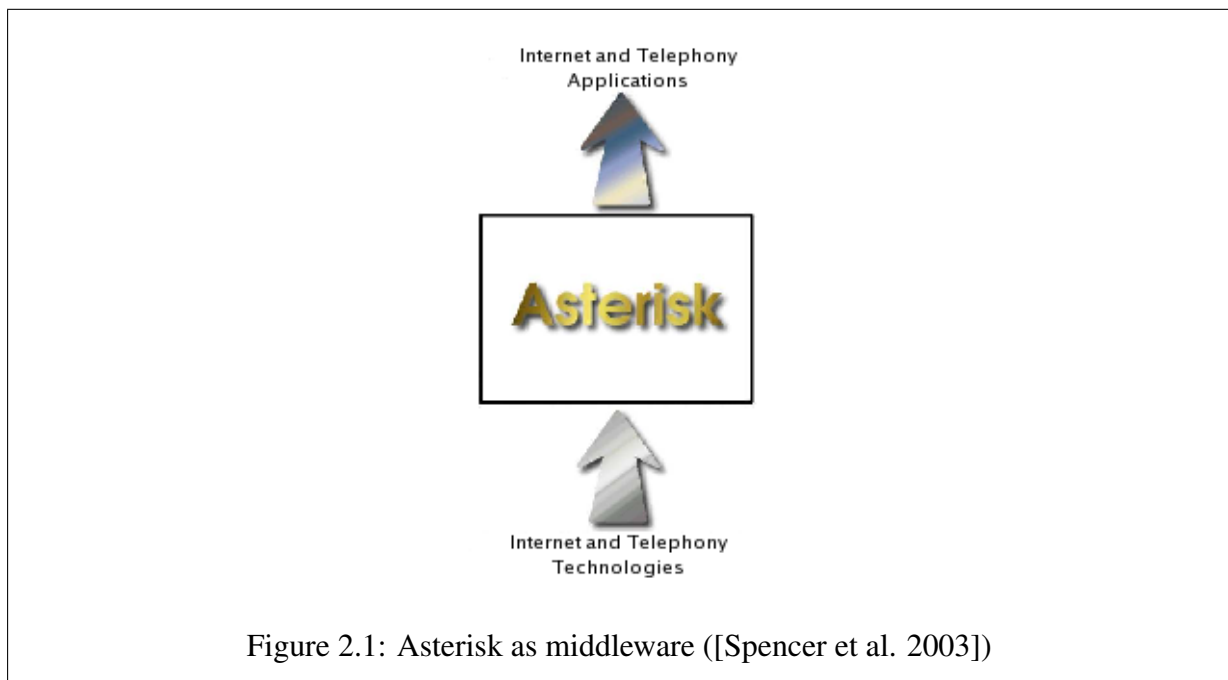 Internet and Telephony
Applications
Asterisk
Internet and Telephony
Technologies
Figure 2.1: Asterisk as middleware ([Spencer et al. 2003])